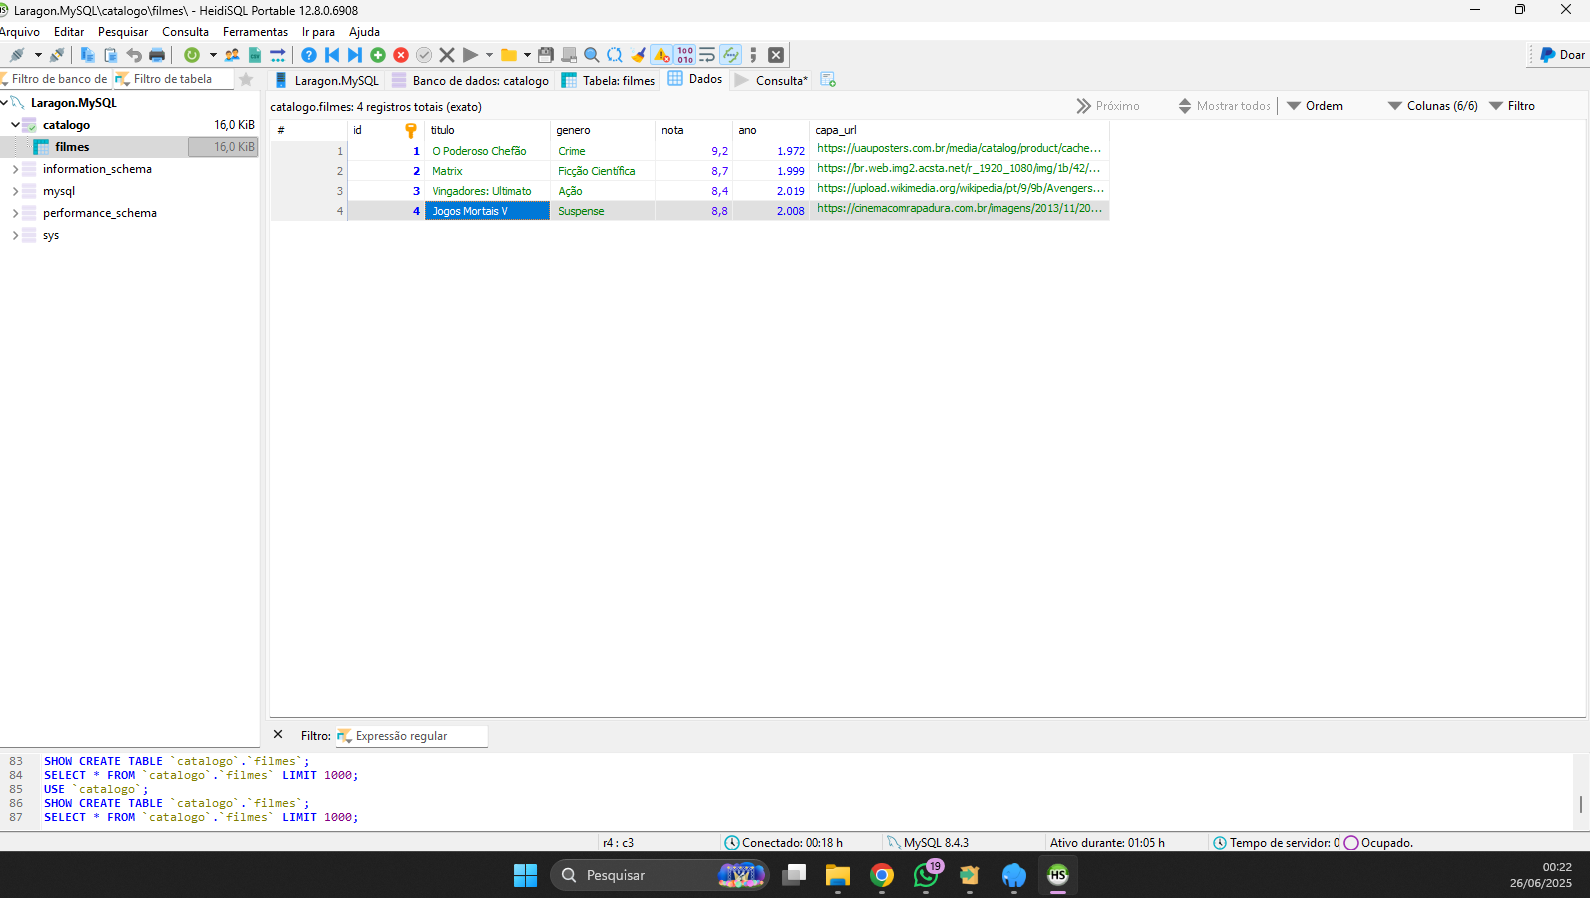 Laragon.MySQL\catalogo\filmes\ - HeidiSQL Portable 12.8.0.6908
Arquivo Editar Pesquisar Consulta Ferramentas Ir para Ajuda
Doar
Filtro de banco de Filtro de tabela
Laragon.MySQL Banco de dados: catalogo Tabela: filmes Dados Consulta*
Laragon.MySQL
catalogo 16,0 KiB
filmes 16,0 KiB
information_schema
mysql
performance_schema
sys
catalogo.filmes: 4 registros totais (exato) Próximo Mostrar todos Ordem Colunas (6/6) Filtro
# id titulo genero nota ano capa_url
1 1 O Poderoso Chefão Crime 9,2 1.972 https://uauposters.com.br/media/catalog/product/cache...
2 2 Matrix Ficção Científica 8,7 1.999 https://br.web.img2.acsta.net/r_1920_1080/img/1b/42/...
3 3 Vingadores: Ultimato Ação 8,4 2.019 https://upload.wikimedia.org/wikipedia/pt/9/9b/Avengers...
4 4 Jogos Mortais V Suspense 8,8 2.008 https://cinemacomrapadura.com.br/imagens/2013/11/20...
Filtro: Expressão regular
83 SHOW CREATE TABLE `catalogo`.`filmes`;
84 SELECT * FROM `catalogo`.`filmes` LIMIT 1000;
85 USE `catalogo`;
86 SHOW CREATE TABLE `catalogo`.`filmes`;
87 SELECT * FROM `catalogo`.`filmes` LIMIT 1000;
r4 : c3 Conectado: 00:18 h MySQL 8.4.3 Ativo durante: 01:05 h Tempo de servidor: 0 Ocupado.
Pesquisar
19
HS
00:22
26/06/2025